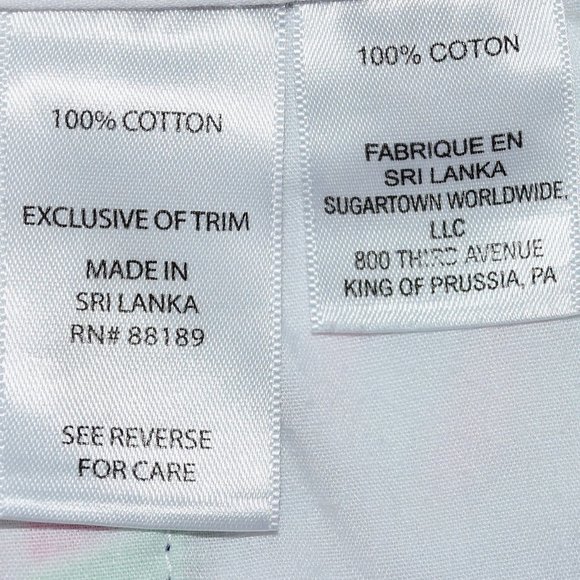 100% COTTON
EXCLUSIVE OF TRIM
MADE IN
SRI LANKA
RN# 88189
SEE REVERSE
FOR CARE
100% COTON
FABRIQUE EN
SRI LANKA
SUGARTOWN WORLDWIDE,
LLC
800 THIRD AVENUE
KING OF PRUSSIA, PA